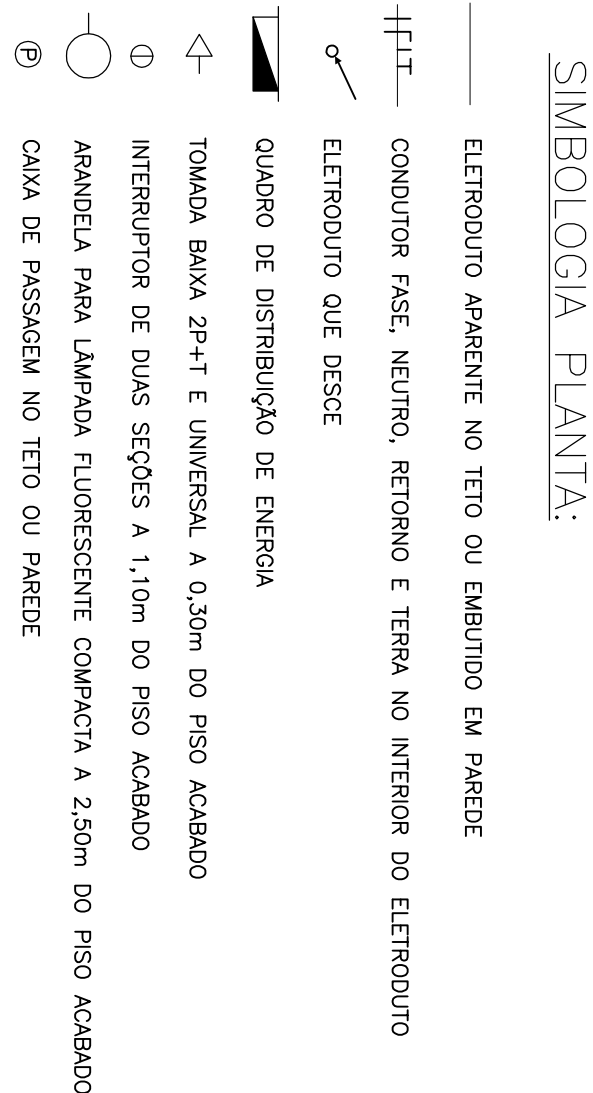 SIMBOLOGIA PLANTA:
ELETRODUTO APARENTE NO TETO OU EMBUTIDO EM PAREDE
CONDUTOR FASE, NEUTRO, RETORNO E TERRA NO INTERIOR DO ELETRODUTO
ELETRODUTO QUE DESCE
QUADRO DE DISTRIBUIÇÃO DE ENERGIA
TOMADA BAIXA 2P+T E UNIVERSAL A 0,30m DO PISO ACABADO
INTERRUPTOR DE DUAS SEÇÕES A 1,10m DO PISO ACABADO
ARANDELA PARA LÂMPADA FLUORESCENTE COMPACTA A 2,50m DO PISO ACABADO
P CAIXA DE PASSAGEM NO TETO OU PAREDE